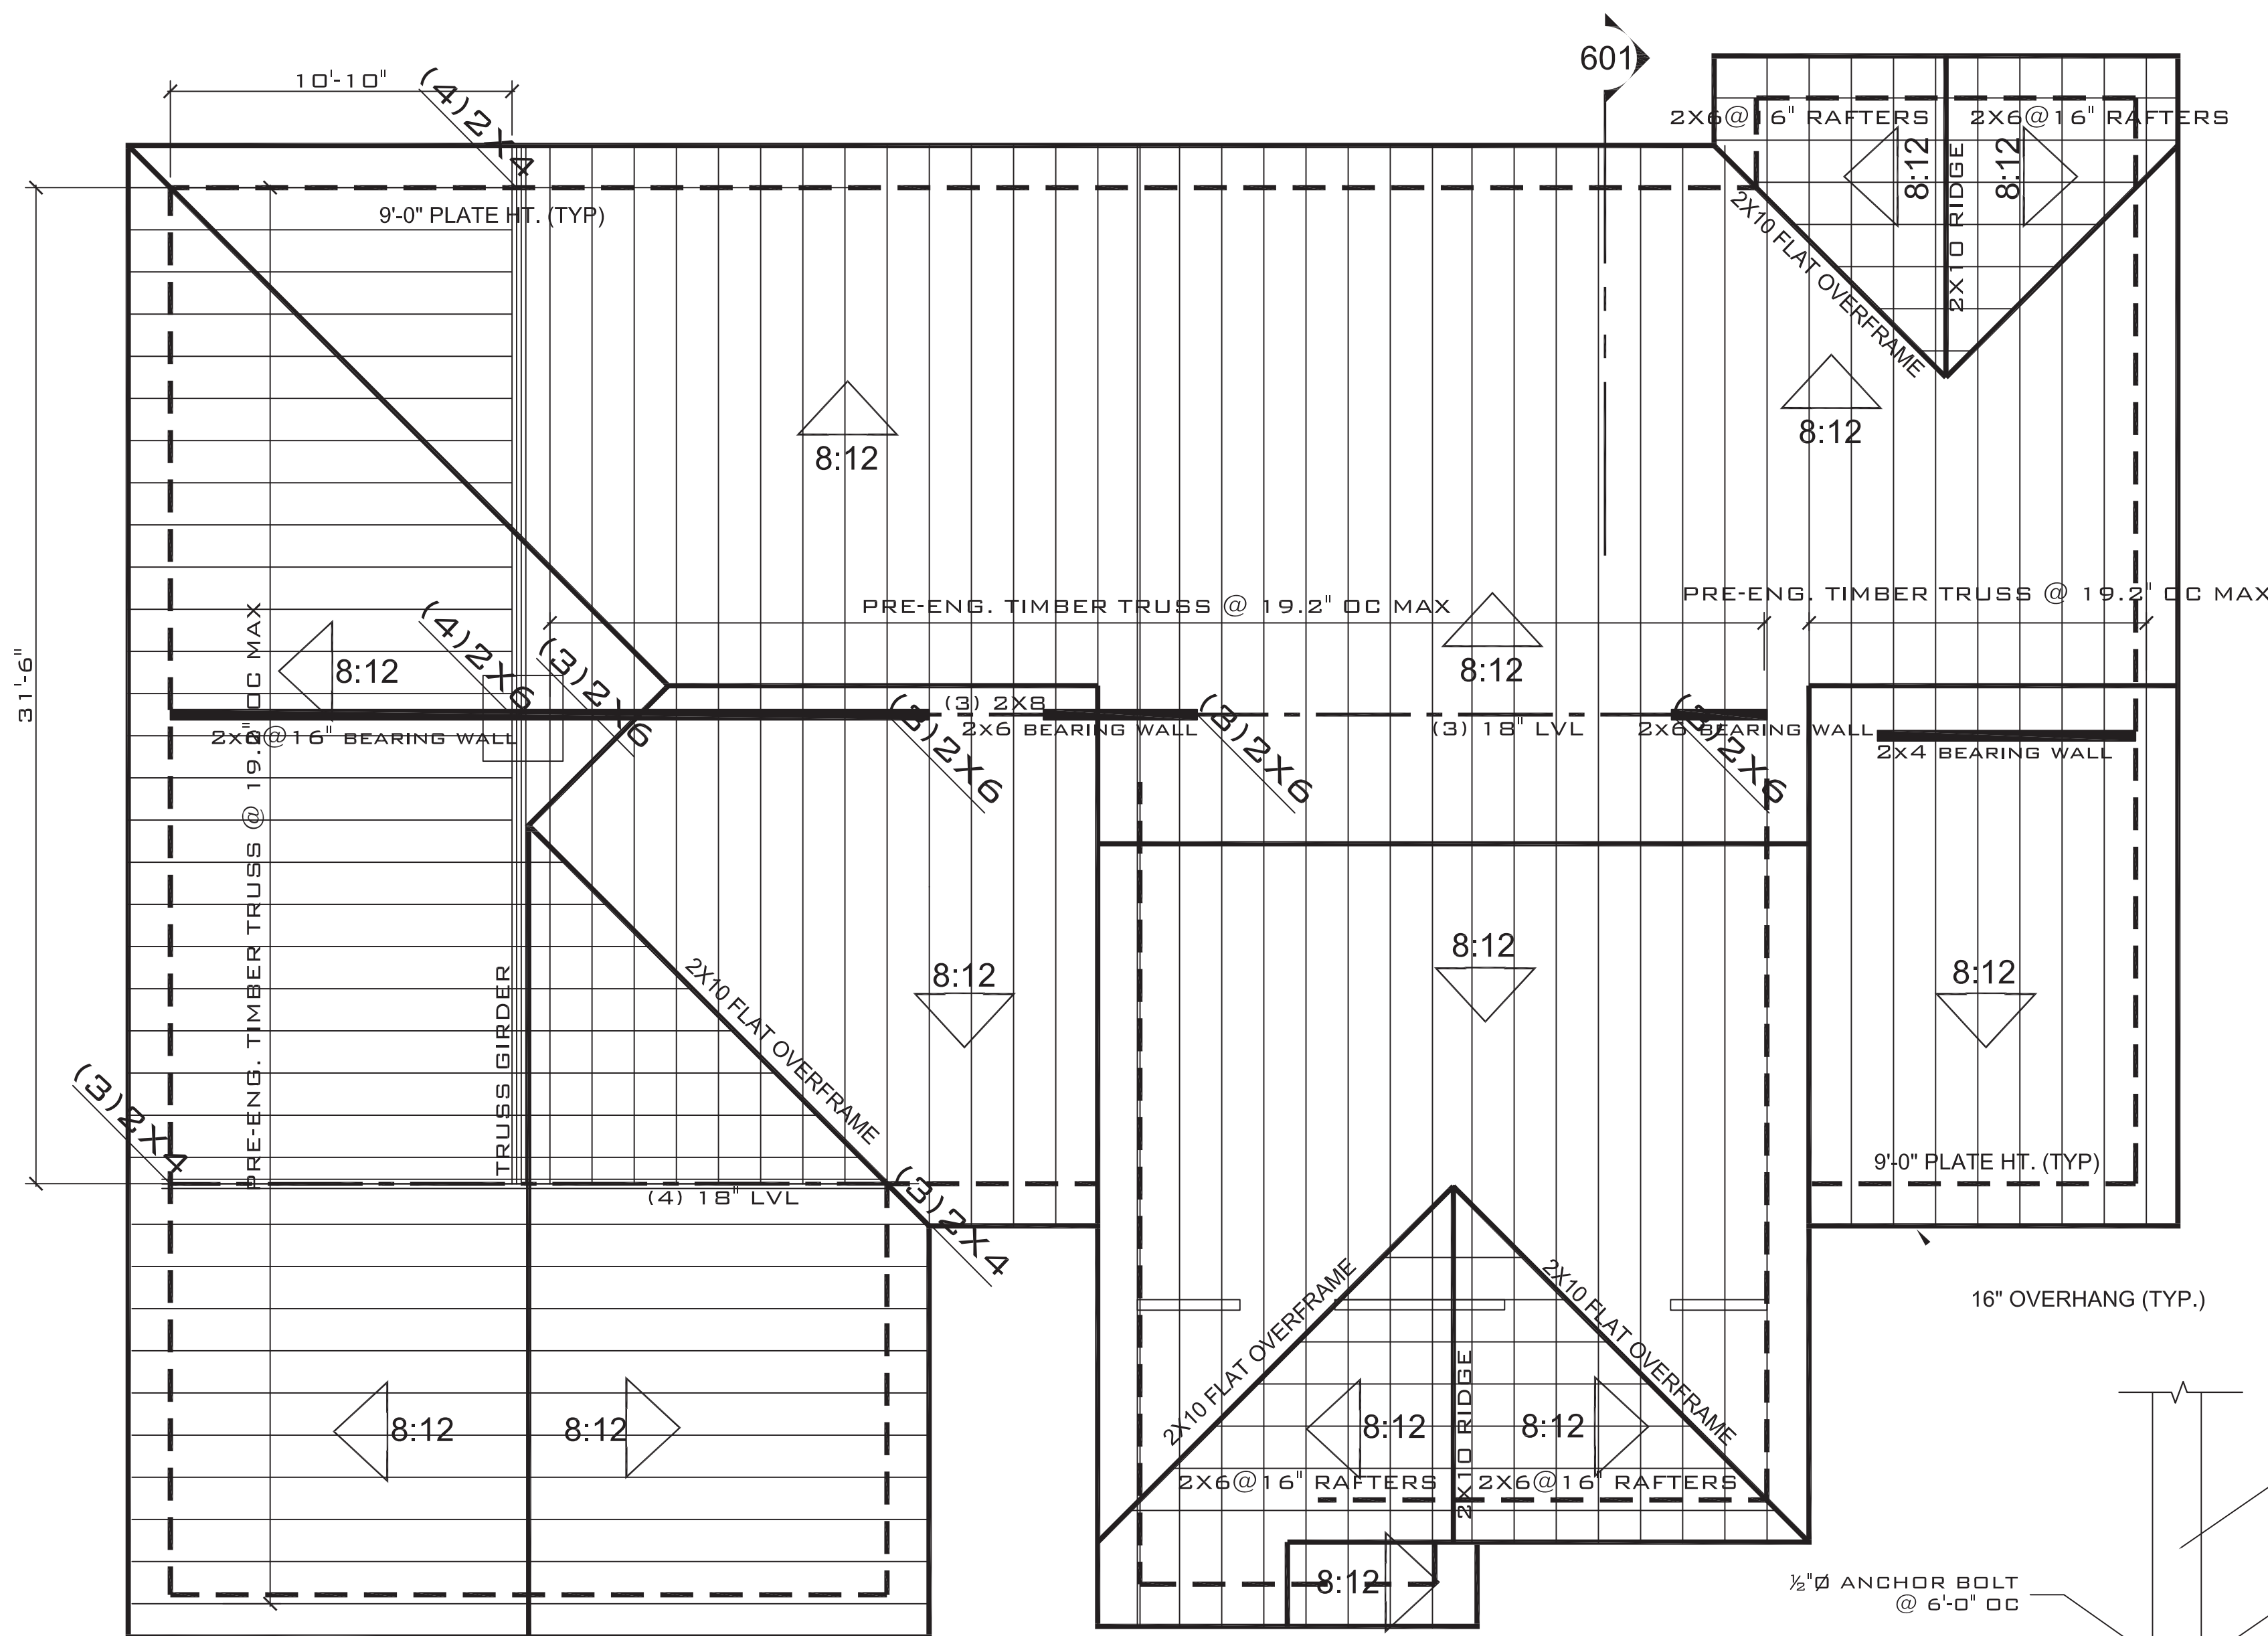 601
10'-10"
(4)2X4
2X6@16" RAFTERS
2X6@16" RAFTERS
8:12
8:12
2X10 RIDGE
2X10 FLAT OVERFRAME
9'-0" PLATE HT. (TYP)
8:12
8:12
31'-6"
PRE-ENG. TIMBER TRUSS @ 19.2" OC MAX
PRE-ENG. TIMBER TRUSS @ 19.2" OC MAX
PRE-ENG. TIMBER TRUSS @ 19.2" OC MAX
8:12
(4)2X6
(3)2X6
8:12
(3) 2X8
(3)2X6
2X6 BEARING WALL
(3)2X6
(3) 18" LVL
2X6 BEARING WALL
(3)2X6
@16" BEARING WALL
2X4 BEARING WALL
8:12
8:12
8:12
2X10 FLAT OVERFRAME
TRUSS GIRDER
(3)2X4
(4) 18" LVL
(3)2X4
9'-0" PLATE HT. (TYP)
16" OVERHANG (TYP.)
2X10 FLAT OVERFRAME
2X10 FLAT OVERFRAME
2X10 RIDGE
8:12
8:12
8:12
8:12
2X6@16" RAFTERS
2X6@16" RAFTERS
8:12
½"Ø ANCHOR BOLT
@ 6'-0" OC